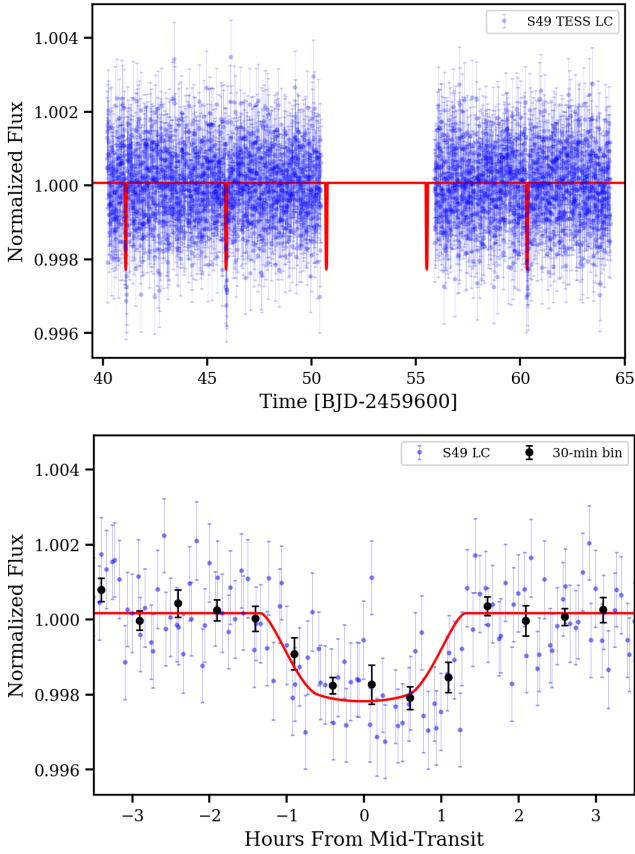 1.004
1.002
1.000
0.998
0.996
Normalized Flux
S49 TESS LC
40 45 50 55 60 65
Time [BJD-2459600]
1.004
1.002
1.000
0.998
0.996
Normalized Flux
S49 LC 30-min bin
−3 −2 −1 0 1 2 3
Hours From Mid-Transit